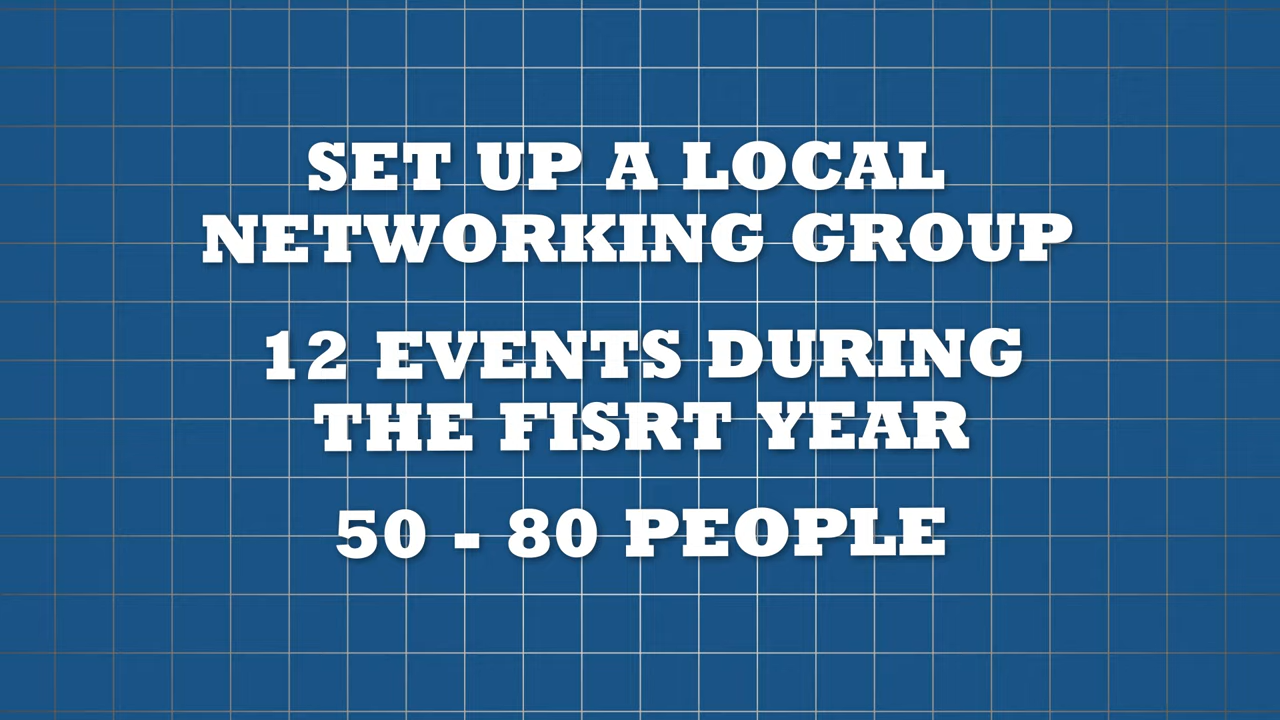 SET UP A LOCAL
NETWORKING GROUP
12 EVENTS DURING
THE FISRT YEAR
50 - 80 PEOPLE